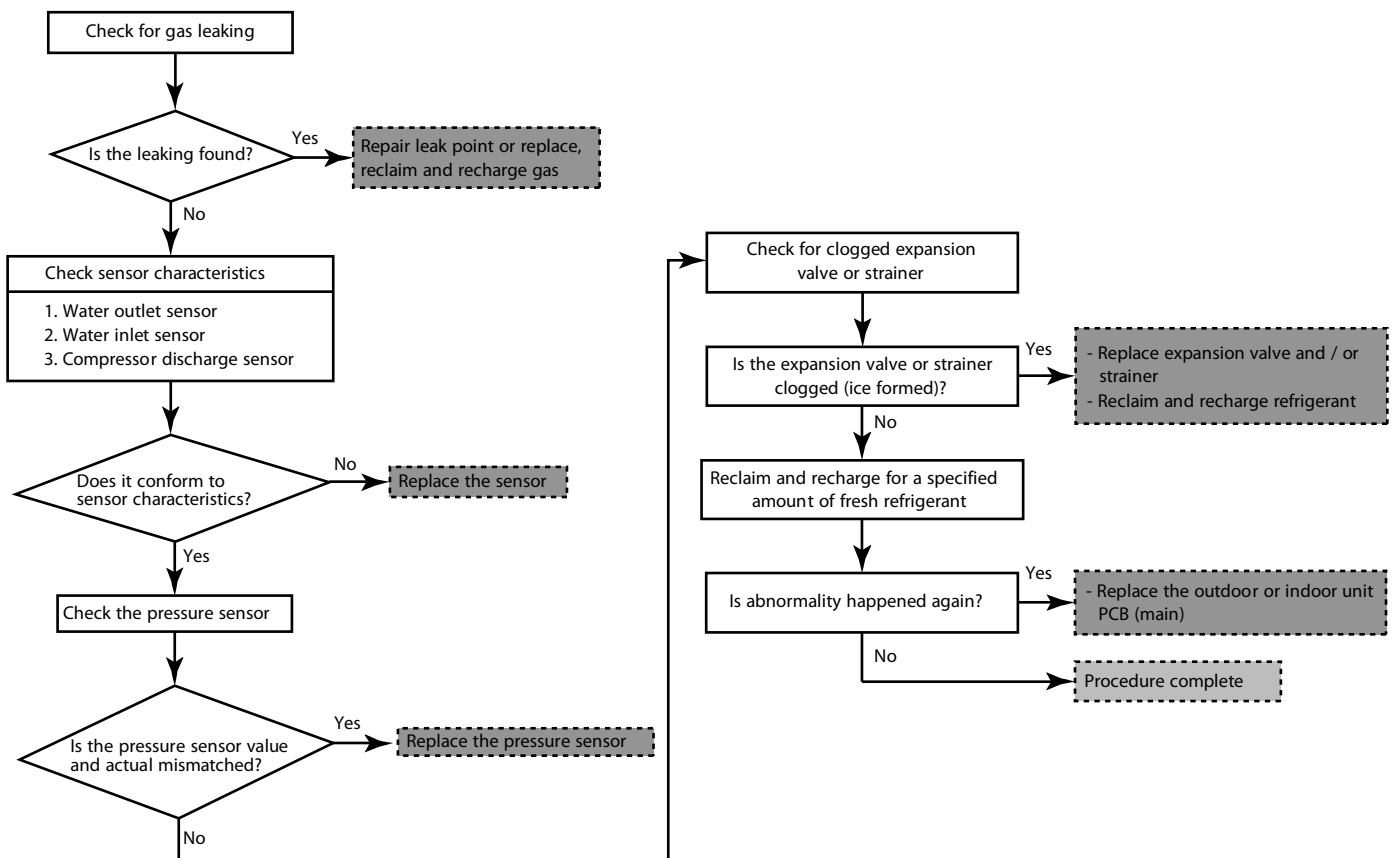 Check for gas leaking
Is the leaking found?
Yes
Repair leak point or replace,
reclaim and recharge gas
No
Check sensor characteristics
1. Water outlet sensor
2. Water inlet sensor
3. Compressor discharge sensor
Does it conform to
sensor characteristics?
No
Replace the sensor
Yes
Check the pressure sensor
Is the pressure sensor value
and actual mismatched?
Yes
Replace the pressure sensor
No
Check for clogged expansion
valve or strainer
Is the expansion valve or strainer
clogged (ice formed)?
Yes
- Replace expansion valve and / or
strainer
- Reclaim and recharge refrigerant
No
Reclaim and recharge for a specified
amount of fresh refrigerant
Is abnormality happened again?
Yes
- Replace the outdoor or indoor unit
PCB (main)
No
Procedure complete